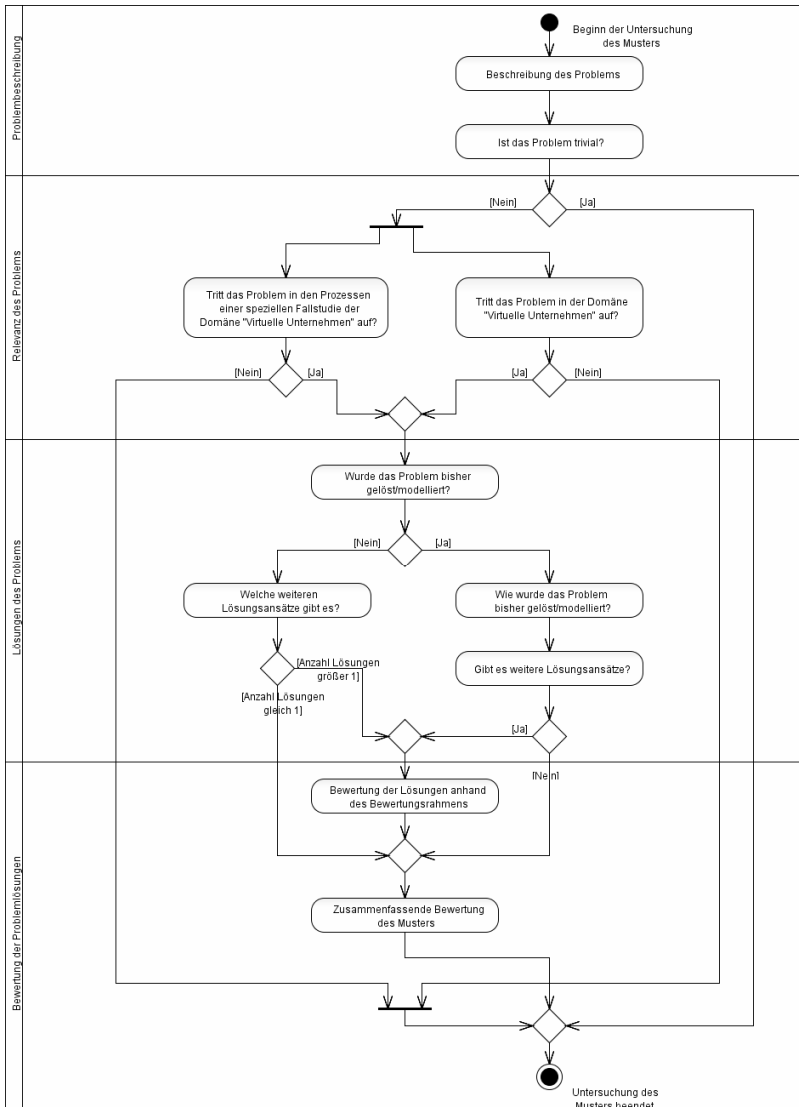 Problembeschreibung
Beginn der Untersuchung
des Musters
Beschreibung des Problems
Ist das Problem trivial?
Relevanz des Problems
[Nein]
[Ja]
Tritt das Problem in den Prozessen
einer speziellen Fallstudie der
Domäne "Virtuelle Unternehmen" auf?
Tritt das Problem in der Domäne
"Virtuelle Unternehmen" auf?
[Nein]
[Ja]
[Ja]
[Nein]
Lösungen des Problems
Wurde das Problem bisher
gelöst/modelliert?
[Nein]
[Ja]
Welche weiteren
Lösungsansätze gibt es?
Wie wurde das Problem
bisher gelöst/modelliert?
[Anzahl Lösungen
größer 1]
Gibt es weitere Lösungsansätze?
[Anzahl Lösungen
gleich 1]
[Ja]
[Nein]
Bewertung der Problemlösungen
Bewertung der Lösungen anhand
des Bewertungsrahmens
Zusammenfassende Bewertung
des Musters
Untersuchung des
Musters beendet